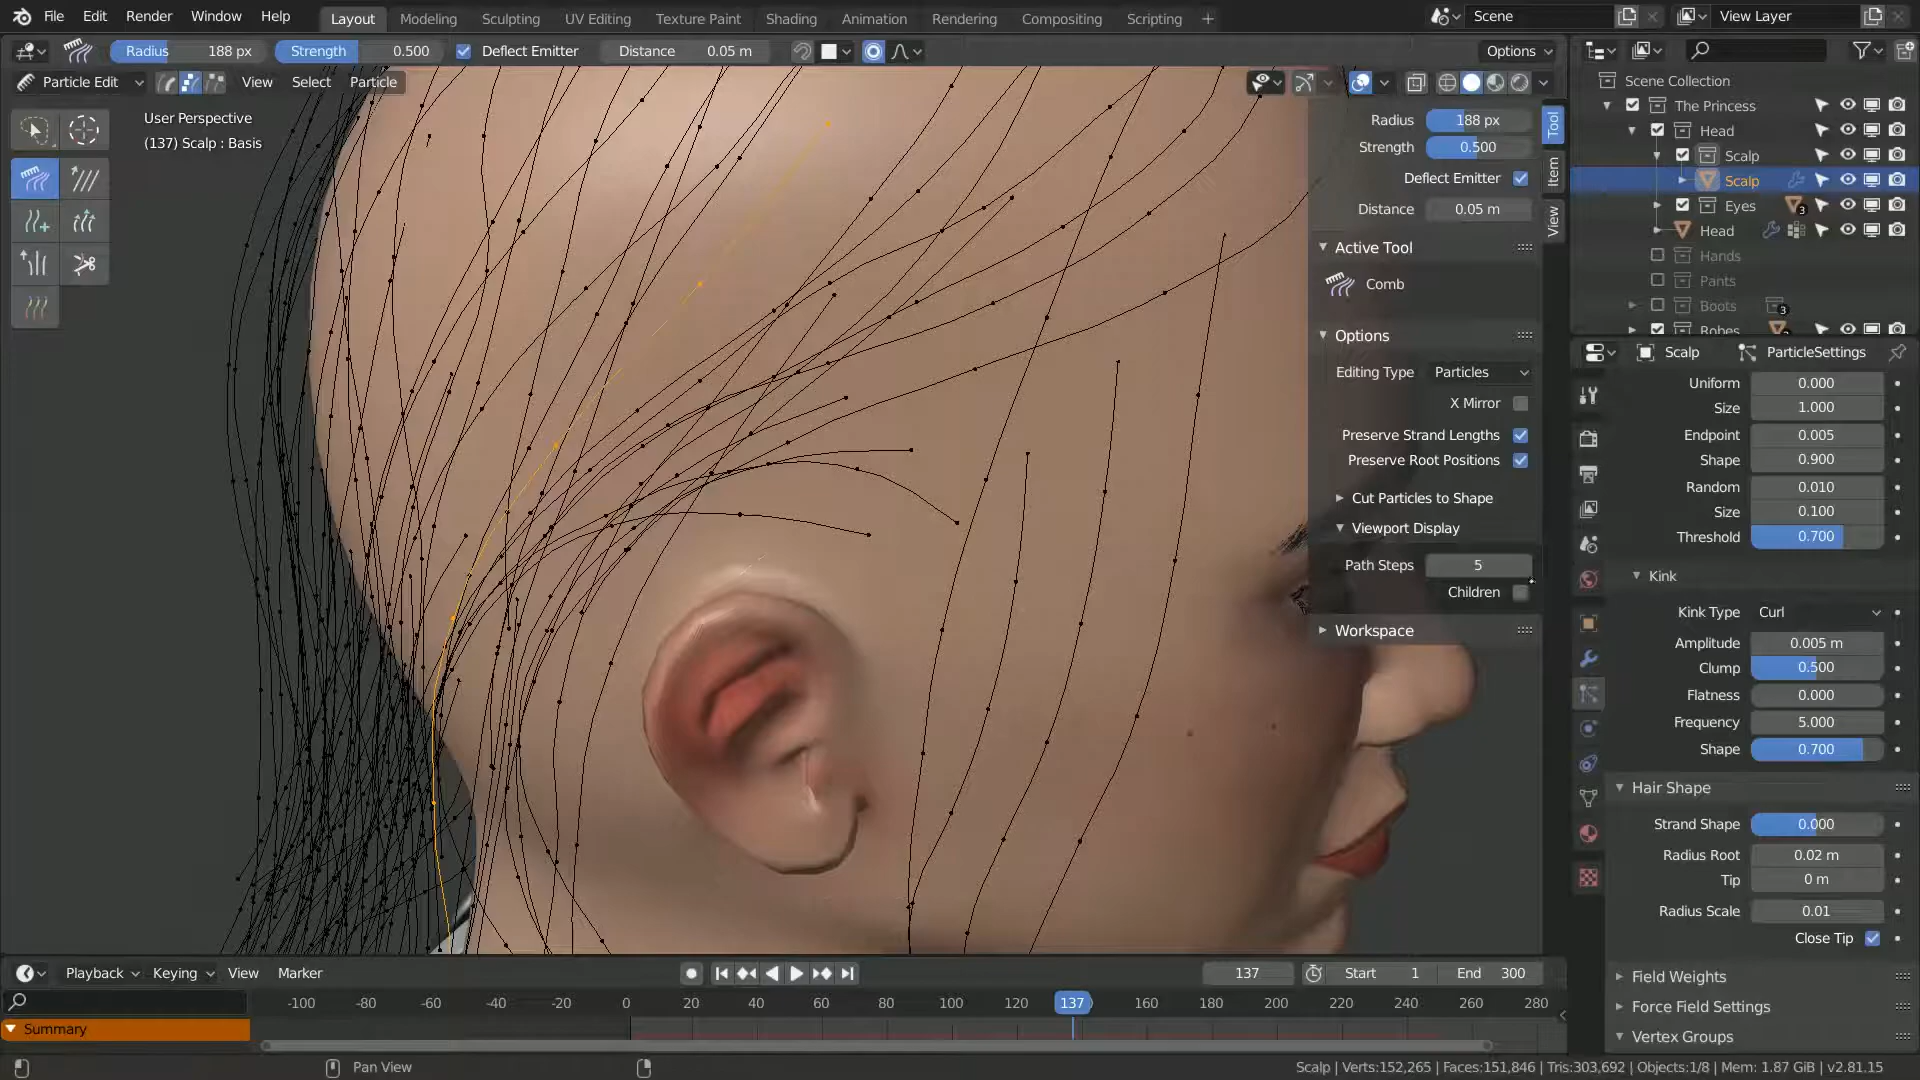 File Edit Render Window Help Layout Modeling Sculpting UV Editing Texture Paint Shading Animation Rendering Compositing Scripting + Scene View Layer
Radius 188 px Strength 0.500 Deflect Emitter Distance 0.05 m Options
Particle Edit View Select Particle
User Perspective
(137) Scalp : Basis
Radius 188 px
Strength 0.500
Deflect Emitter
Distance 0.05 m
Active Tool
Comb
Options
Editing Type Particles
X Mirror
Preserve Strand Lengths
Preserve Root Positions
Cut Particles to Shape
Viewport Display
Path Steps 5
Children
Workspace
Tool
Item
View
Scene Collection
The Princess
Head
Scalp
Scalp
Eyes 3
Head
Hands
Pants
Boots 3
Robes
Scalp ParticleSettings
Uniform 0.000
Size 1.000
Endpoint 0.005
Shape 0.900
Random 0.010
Size 0.100
Threshold 0.700
Kink
Kink Type Curl
Amplitude 0.005 m
Clump 0.500
Flatness 0.000
Frequency 5.000
Shape 0.700
Hair Shape
Strand Shape 0.000
Radius Root 0.02 m
Tip 0 m
Radius Scale 0.01
Close Tip
Field Weights
Force Field Settings
Vertex Groups
Playback Keying View Marker 137 Start 1 End 300
-100 -80 -60 -40 -20 0 20 40 60 80 100 120 137 160 180 200 220 240 260 280
Summary
Pan View
Scalp | Verts:152,265 | Faces:151,846 | Tris:303,692 | Objects:1/8 | Mem: 1.87 GiB | v2.81.15